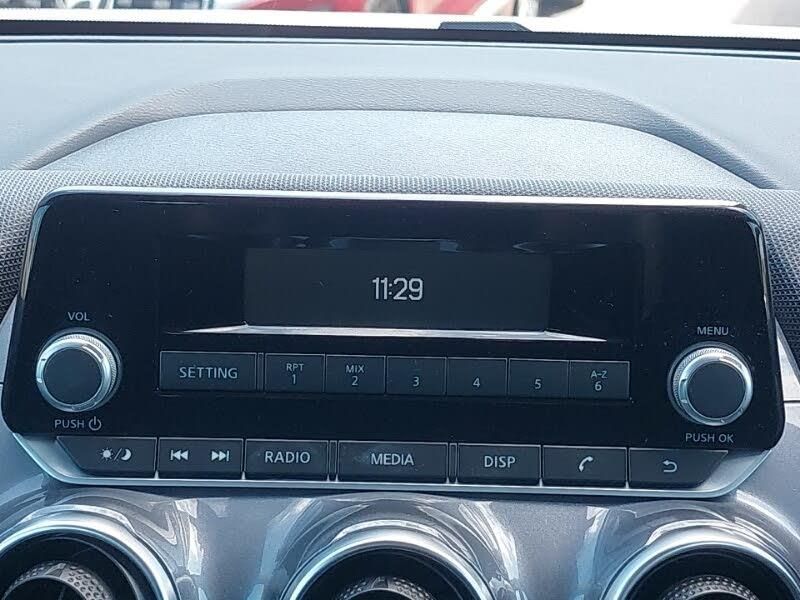 11:29
VOL
MENU
SETTING
RPT
1
MIX
2
3
4
5
A-Z
6
PUSH
PUSH OK
RADIO
MEDIA
DISP